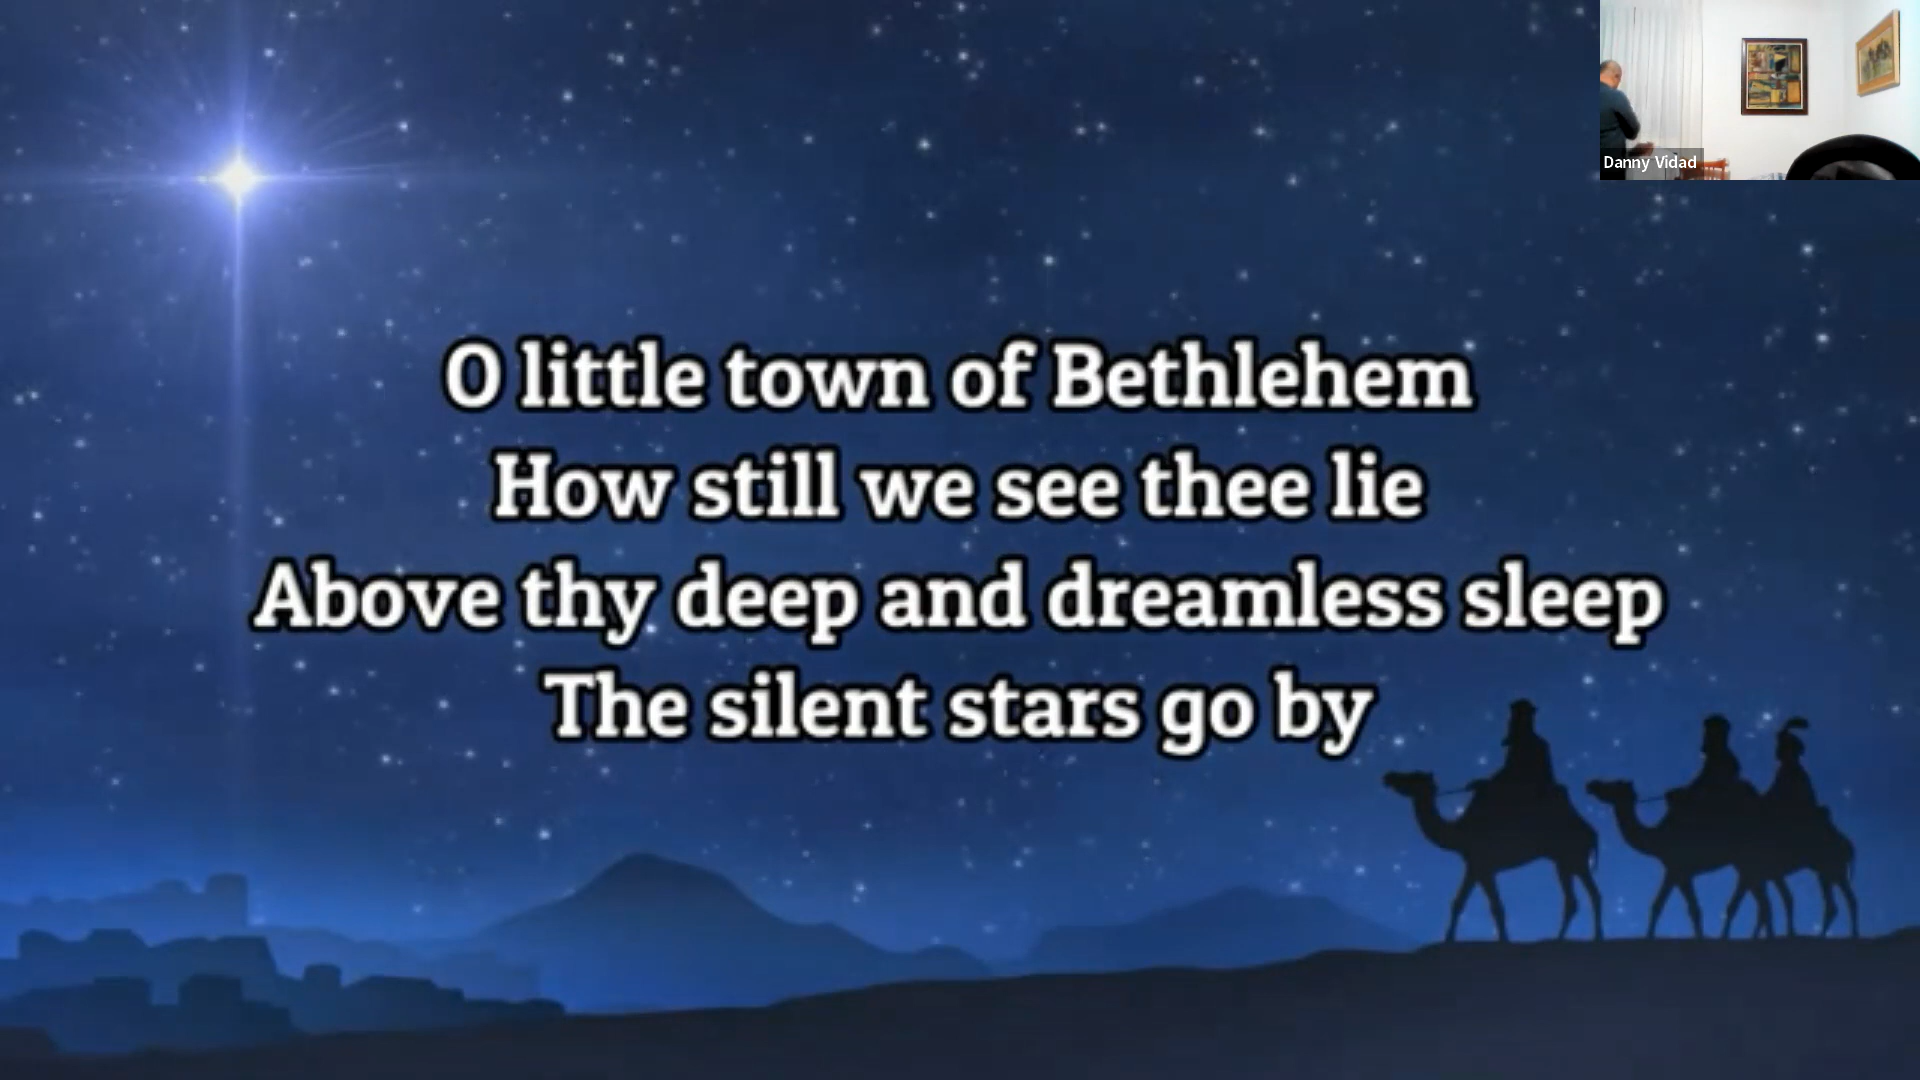 O little town of Bethlehem
How still we see thee lie
Above thy deep and dreamless sleep
The silent stars go by
Danny Vidad